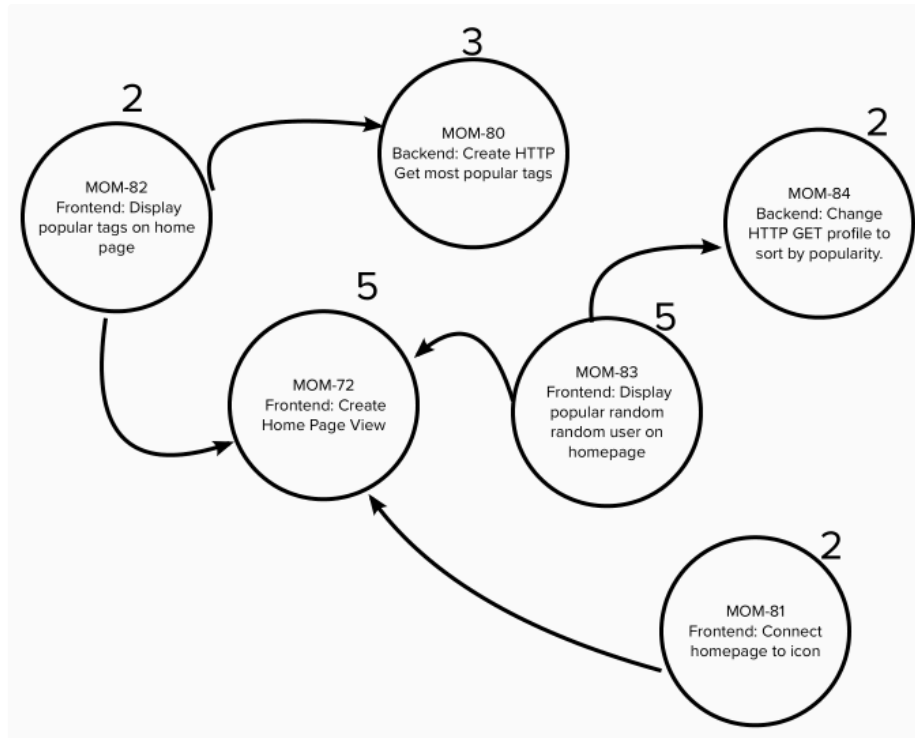 3
2
MOM-80
Backend: Create HTTP
Get most popular tags
2
MOM-82
Frontend: Display
popular tags on home
page
MOM-84
Backend: Change
HTTP GET profile to
sort by popularity.
5
MOM-72
Frontend: Create
Home Page View
5
MOM-83
Frontend: Display
popular random
random user on
homepage
2
MOM-81
Frontend: Connect
homepage to icon